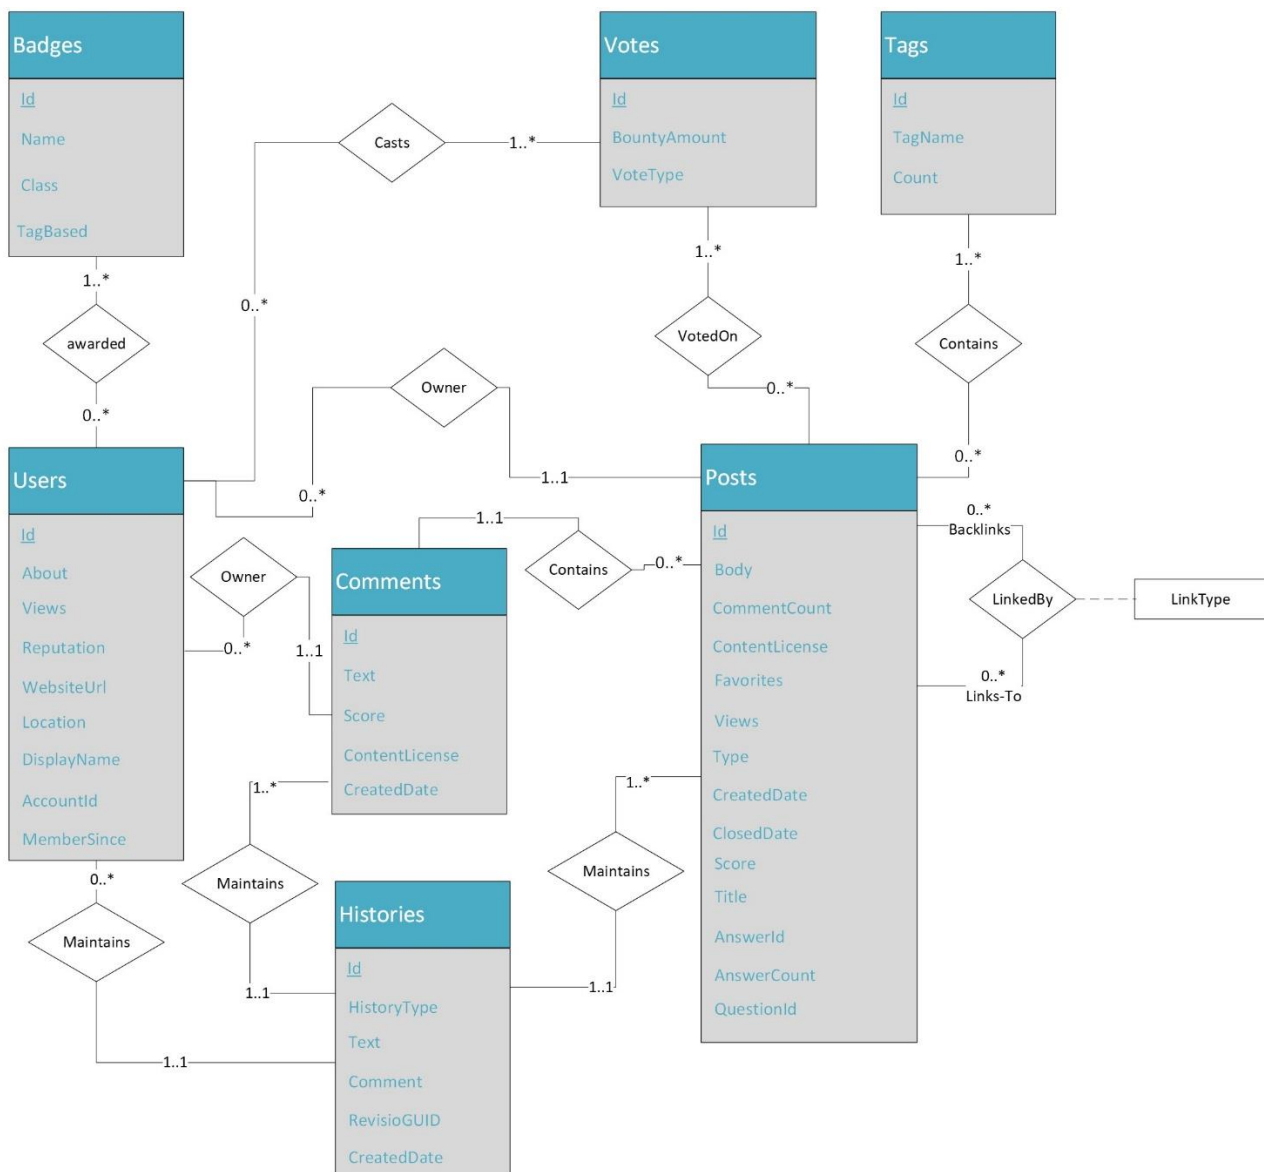 Badges
Id
Name
Class
TagBased
Votes
Id
BountyAmount
VoteType
Tags
Id
TagName
Count
Casts
1..*
0..*
1..*
awarded
0..*
1..*
VotedOn
0..*
1..*
Contains
0..*
Owner
0..*
1..1
Users
Id
About
Views
Reputation
WebsiteUrl
Location
DisplayName
AccountId
MemberSince
Owner
0..*
1..1
Comments
Id
Text
Score
ContentLicense
CreatedDate
1..1
Contains
0..*
Posts
Id
Body
CommentCount
ContentLicense
Favorites
Views
Type
CreatedDate
ClosedDate
Score
Title
AnswerId
AnswerCount
QuestionId
0..*
Backlinks
LinkedBy
LinkType
0..*
Links-To
1..*
Maintains
1..1
1..*
Maintains
1..1
0..*
Maintains
1..1
Histories
Id
HistoryType
Text
Comment
RevisioGUID
CreatedDate